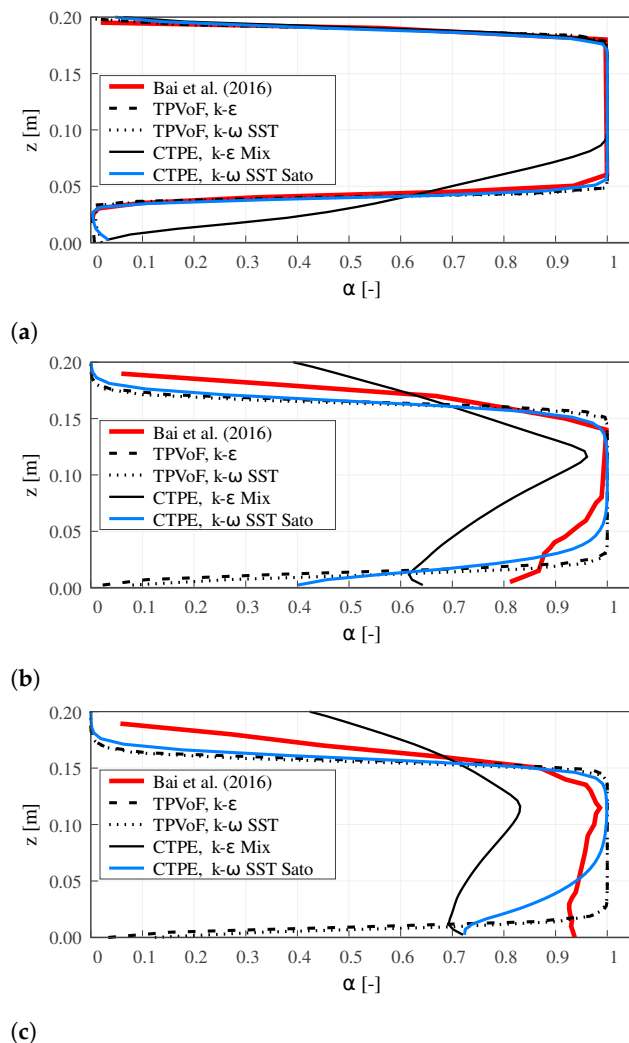 0.20
0.15
0.10
0.05
0.00
z [m]
Bai et al. (2016)
TPVoF, k-ε
TPVoF, k-ω SST
CTPE, k-ε Mix
CTPE, k-ω SST Sato
0 0.1 0.2 0.3 0.4 0.5 0.6 0.7 0.8 0.9 1
α [-]
(a)
0.20
0.15
0.10
0.05
0.00
z [m]
Bai et al. (2016)
TPVoF, k-ε
TPVoF, k-ω SST
CTPE, k-ε Mix
CTPE, k-ω SST Sato
0 0.1 0.2 0.3 0.4 0.5 0.6 0.7 0.8 0.9 1
α [-]
(b)
0.20
0.15
0.10
0.05
0.00
z [m]
Bai et al. (2016)
TPVoF, k-ε
TPVoF, k-ω SST
CTPE, k-ε Mix
CTPE, k-ω SST Sato
0 0.1 0.2 0.3 0.4 0.5 0.6 0.7 0.8 0.9 1
α [-]
(c)